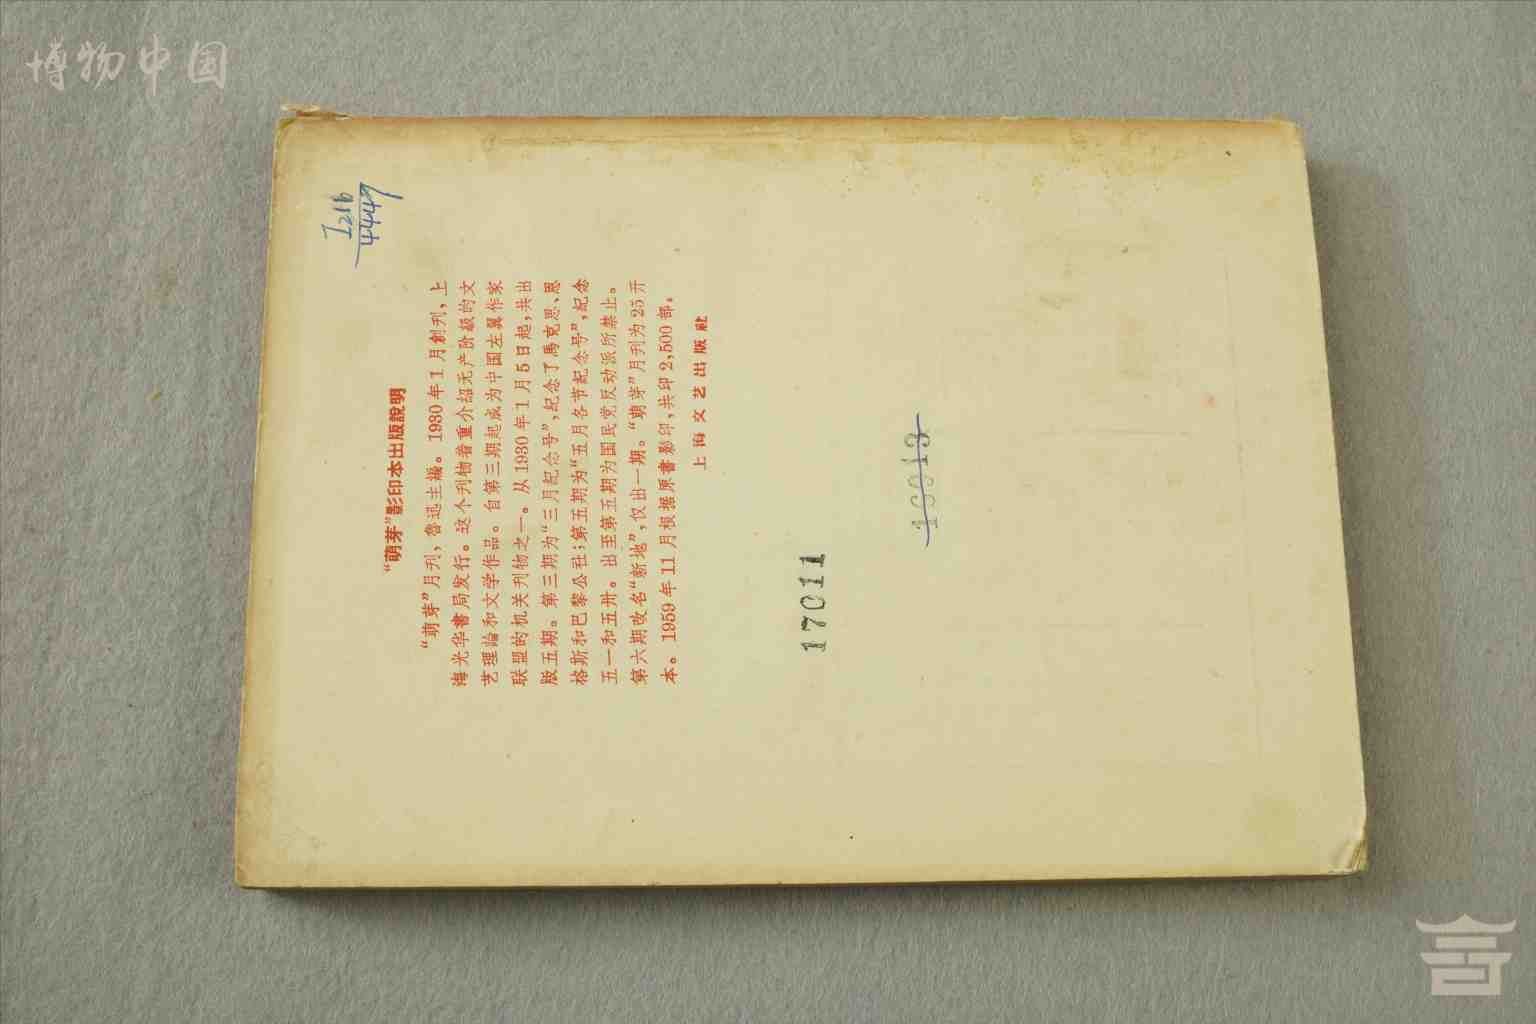 博物中国
I216
4447
“萌芽”影印本出版說明
“萌芽”月刊，魯迅主編。1930年1月創刊，上
海光华書局发行。这个刊物着重介紹无产阶級的文
艺理論和文学作品。自第三期起成为中国左翼作家
联盟的机关刊物之一。从1930年1月5日起，共出
版五期。第三期为“三月纪念号”，紀念了馬克思、恩
格斯和巴黎公社；第五期为“五月各节紀念号”，紀念
五一和五卅。出至第五期为国民党反动派所禁止。
第六期改名“新地”，仅出一期。“萌芽”月刊为25开
本。1959年11月根据原書影印，共印2,500部。
上海文艺出版社
17011